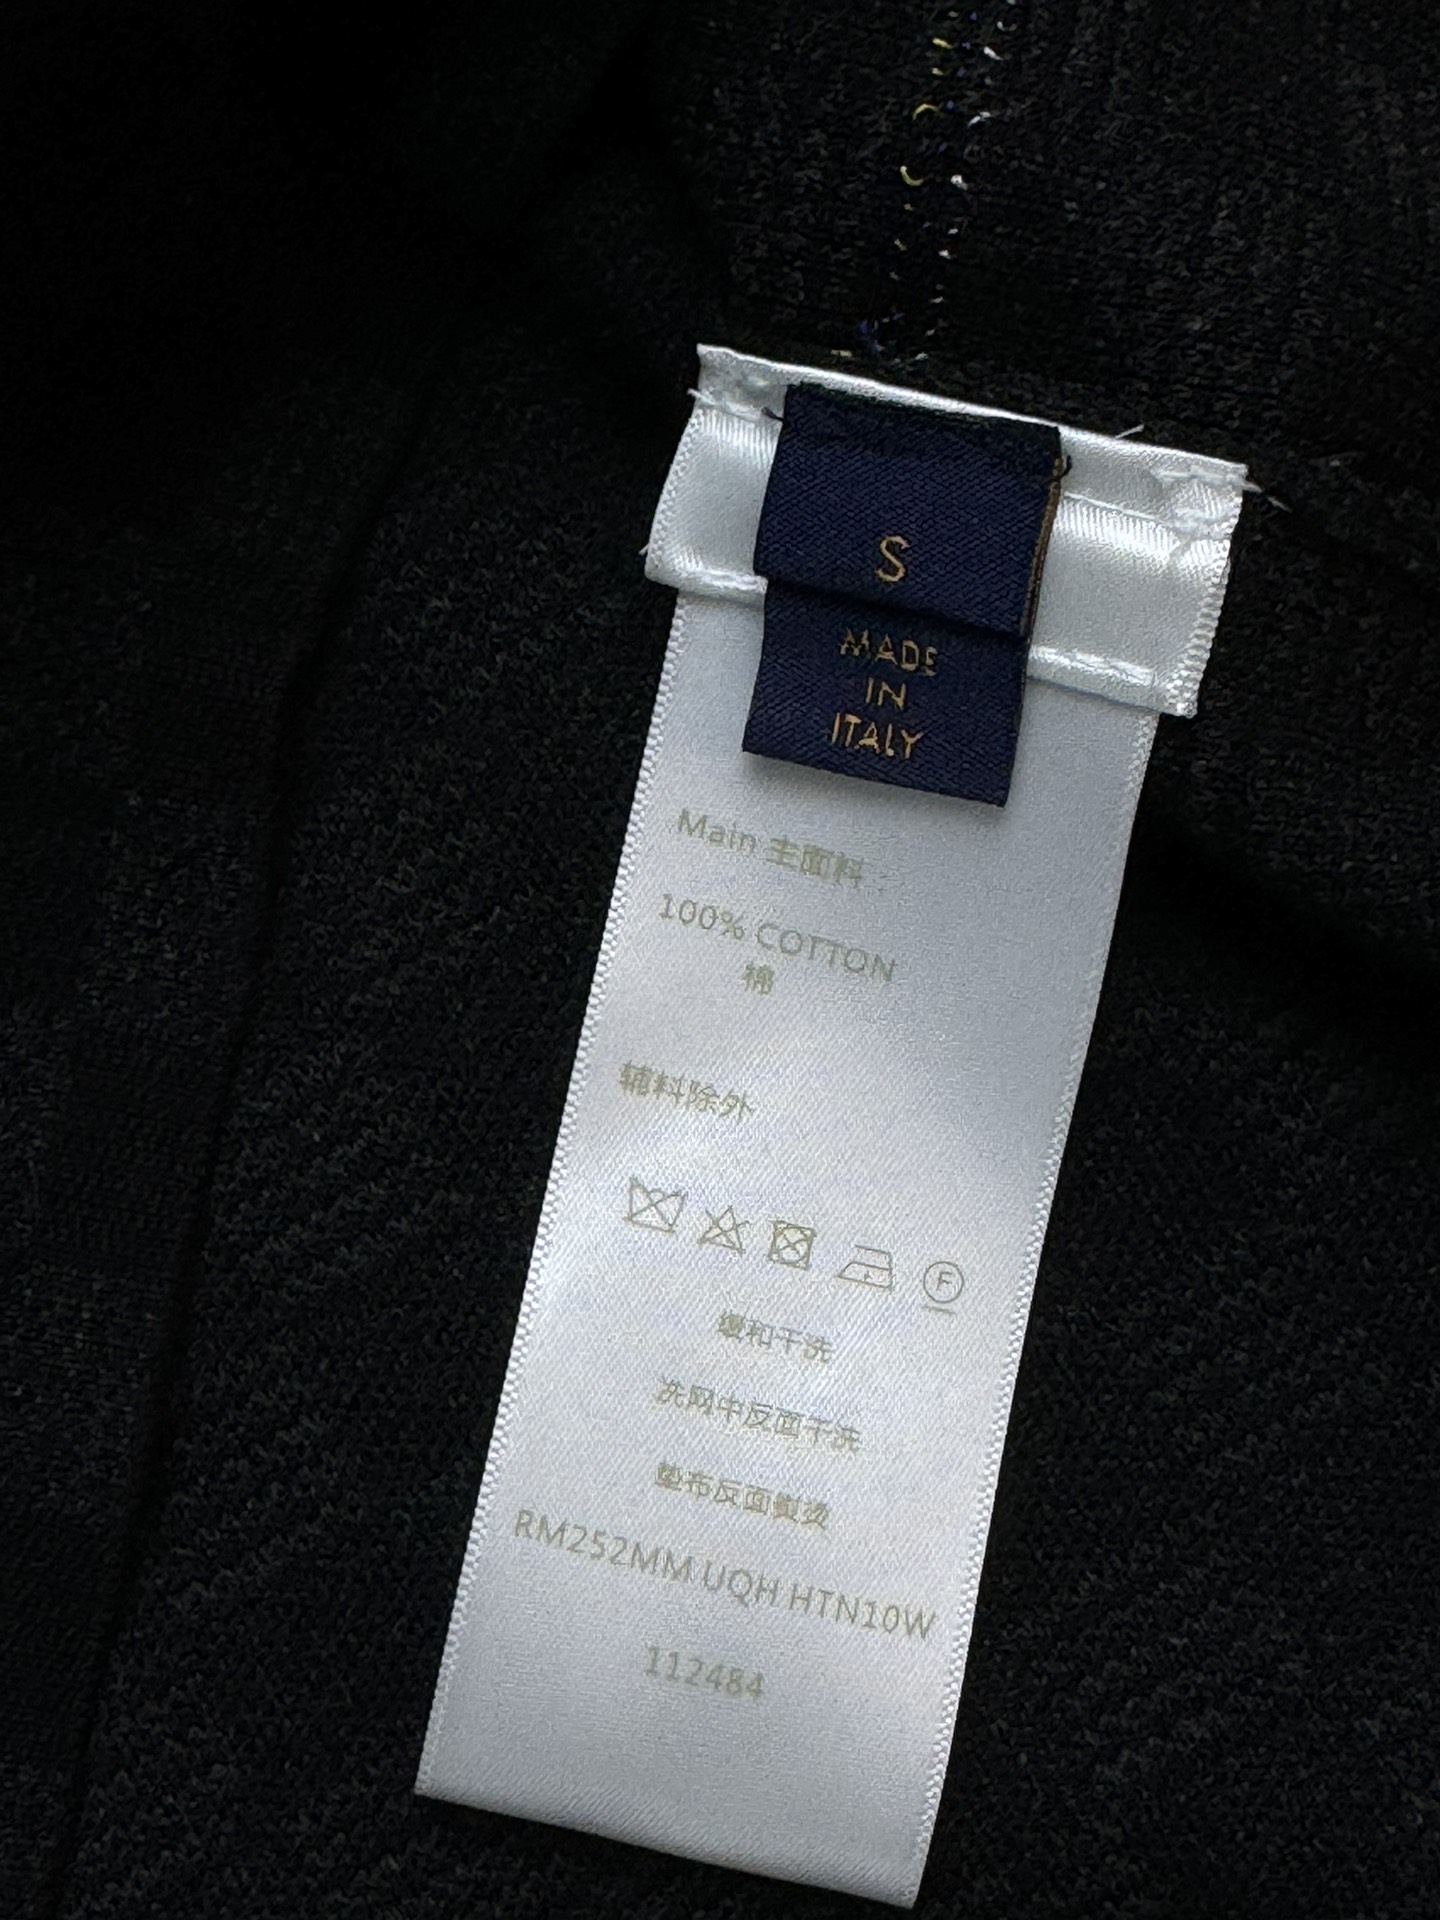 S
MADE
IN
ITALY
Main 主面料
100% COTTON
棉
辅料除外
F
缓和干洗
洗网中反面干洗
垫布反面熨烫
RM252MM UQH HTN10W
112484